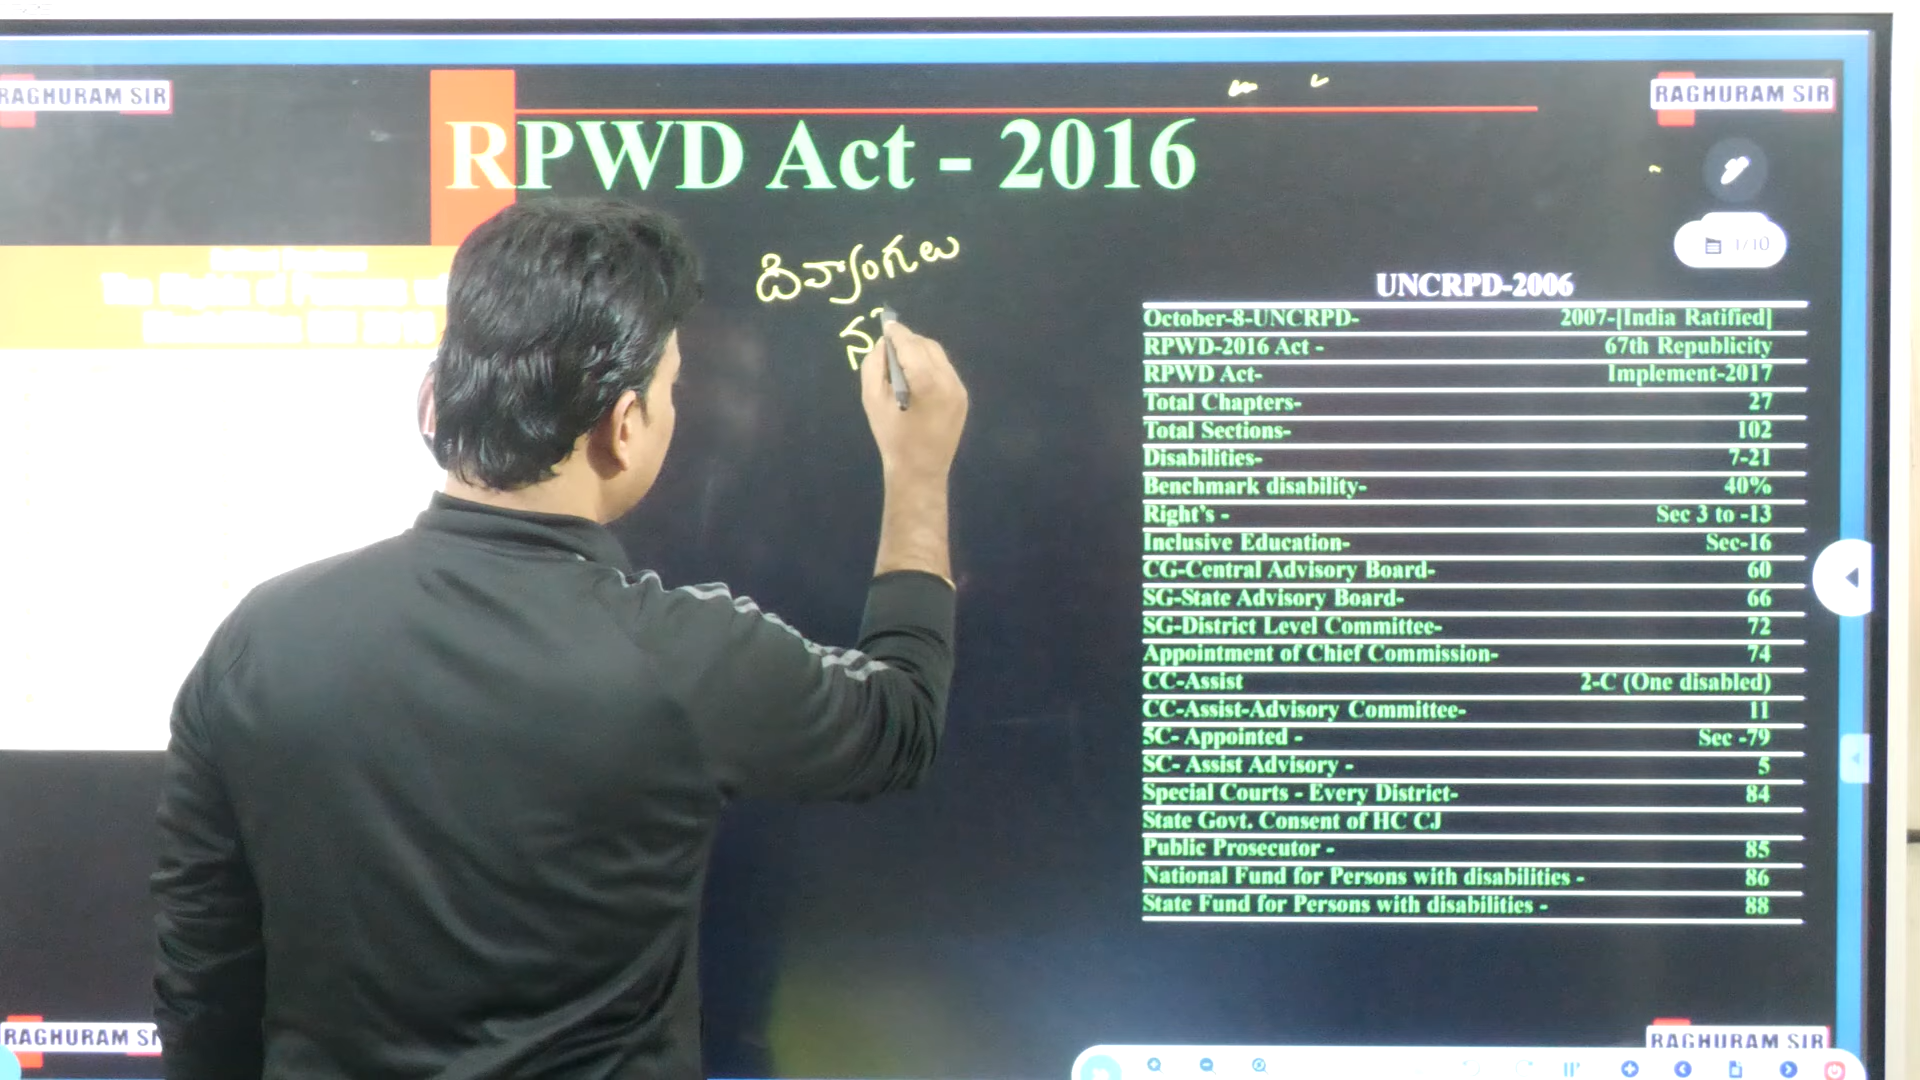 RAGHURAM SIR
RAGHURAM SIR
RPWD Act - 2016
దివ్యాంగులు
1/10
UNCRPD-2006
October-8-UNCRPD- 2007-[India Ratified]
RPWD-2016 Act - 67th Republicity
RPWD Act- Implement-2017
Total Chapters- 27
Total Sections- 102
Disabilities- 7-21
Benchmark disability- 40%
Right's - Sec 3 to -13
Inclusive Education- Sec-16
CG-Central Advisory Board- 60
SG-State Advisory Board- 66
SG-District Level Committee- 72
Appointment of Chief Commission- 74
CC-Assist 2-C (One disabled)
CC-Assist-Advisory Committee- 11
5C- Appointed - Sec -79
SC- Assist Advisory - 5
Special Courts - Every District- 84
State Govt. Consent of HC CJ
Public Prosecutor - 85
National Fund for Persons with disabilities - 86
State Fund for Persons with disabilities - 88
RAGHURAM SI
RAGHURAM SIR